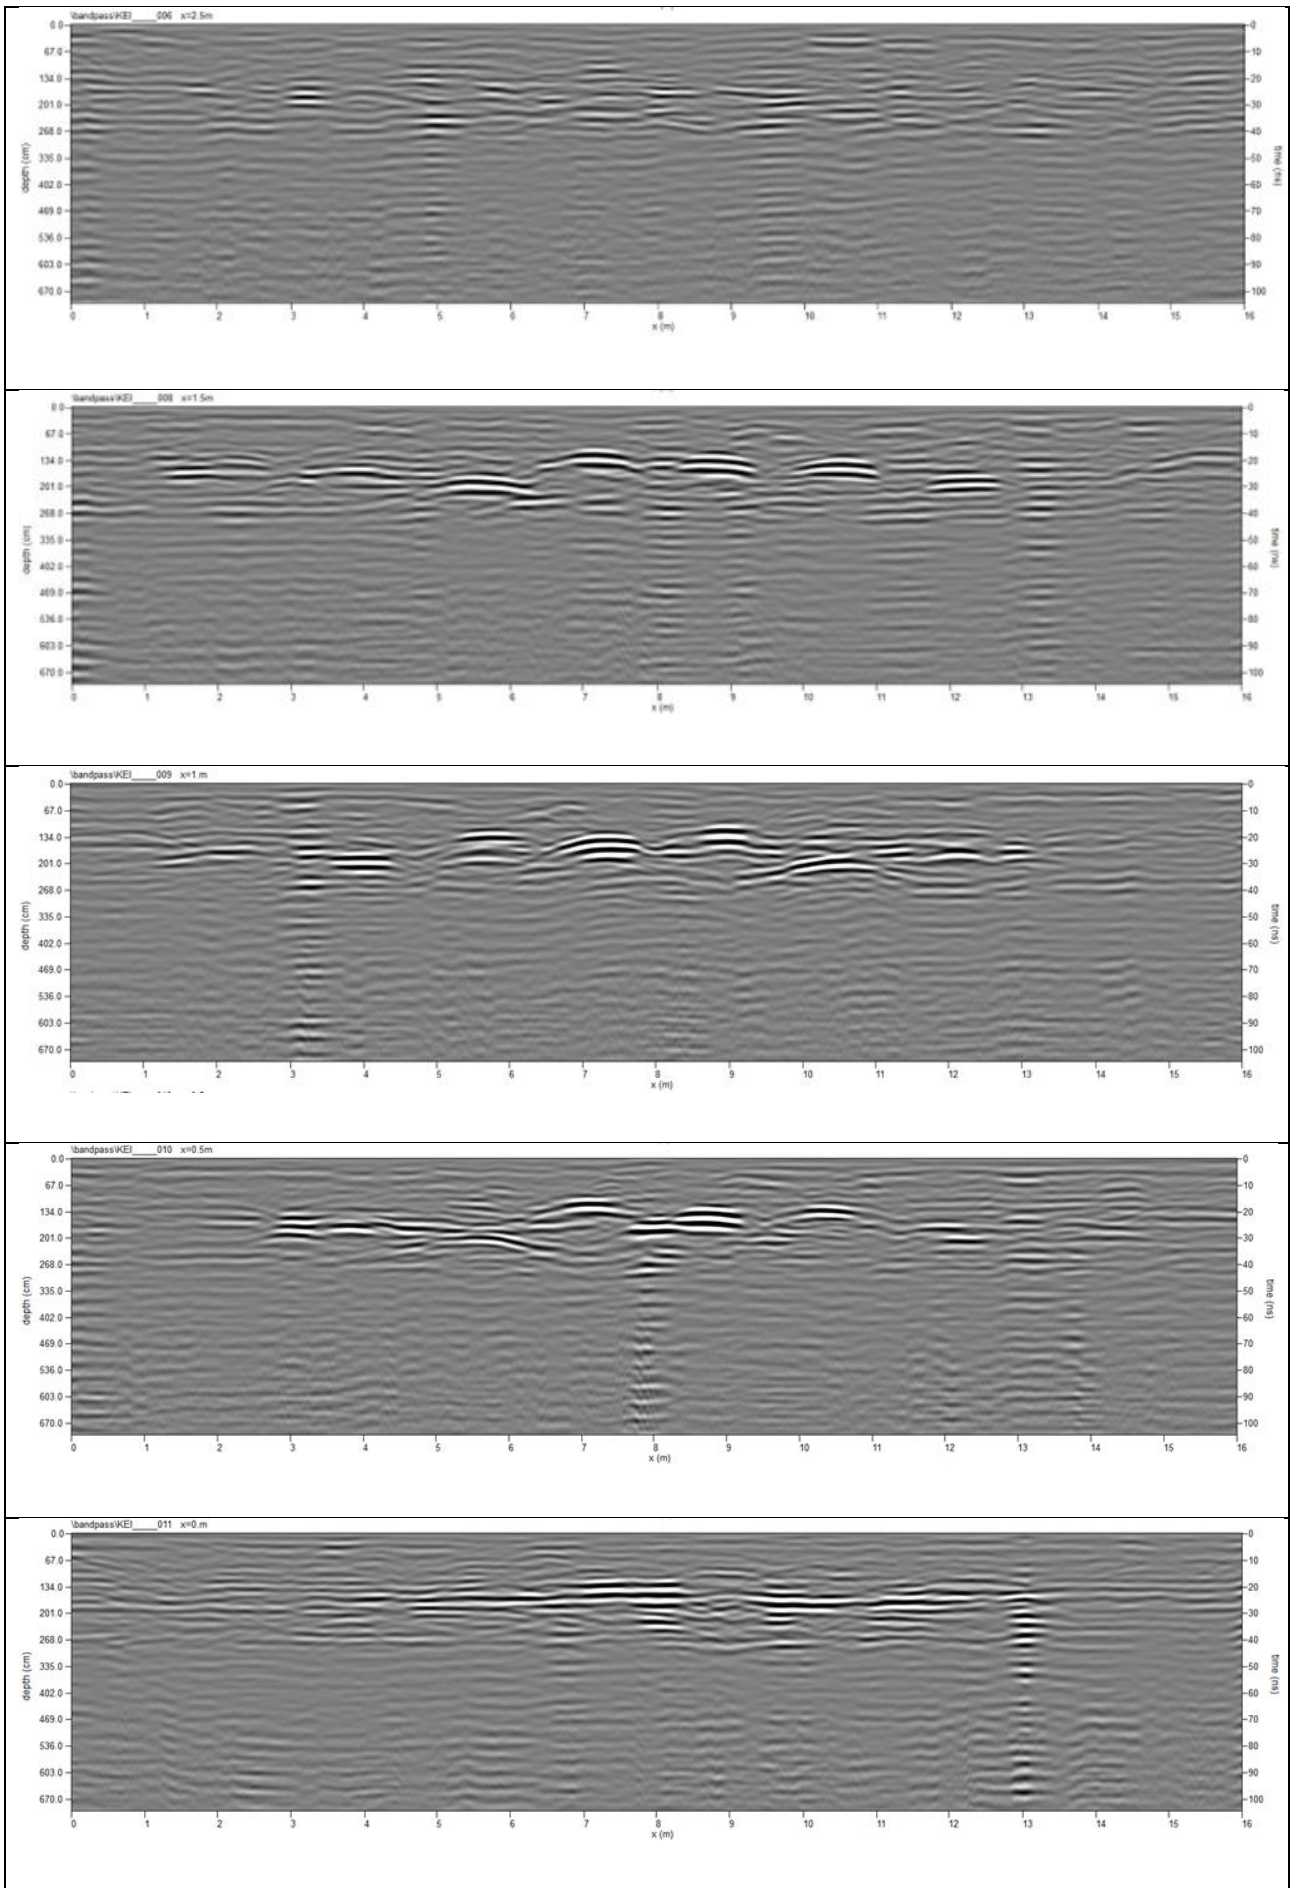 \bandpass\KEI_____006 x=2.5m
0.0 0
67.0 10
134.0 20
201.0 30
268.0 40
335.0 50
402.0 60
469.0 70
536.0 80
603.0 90
670.0 100
depth (cm)
time (ns)
0 1 2 3 4 5 6 7 8 9 10 11 12 13 14 15 16
x (m)
\bandpass\KEI_____008 x=1.5m
0.0 0
67.0 10
134.0 20
201.0 30
268.0 40
335.0 50
402.0 60
469.0 70
536.0 80
603.0 90
670.0 100
depth (cm)
time (ns)
0 1 2 3 4 5 6 7 8 9 10 11 12 13 14 15 16
x (m)
\bandpass\KEI_____009 x=1.m
0.0 0
67.0 10
134.0 20
201.0 30
268.0 40
335.0 50
402.0 60
469.0 70
536.0 80
603.0 90
670.0 100
depth (cm)
time (ns)
0 1 2 3 4 5 6 7 8 9 10 11 12 13 14 15 16
x (m)
\bandpass\KEI_____010 x=0.5m
0.0 0
67.0 10
134.0 20
201.0 30
268.0 40
335.0 50
402.0 60
469.0 70
536.0 80
603.0 90
670.0 100
depth (cm)
time (ns)
0 1 2 3 4 5 6 7 8 9 10 11 12 13 14 15 16
x (m)
\bandpass\KEI_____011 x=0.m
0.0 0
67.0 10
134.0 20
201.0 30
268.0 40
335.0 50
402.0 60
469.0 70
536.0 80
603.0 90
670.0 100
depth (cm)
time (ns)
0 1 2 3 4 5 6 7 8 9 10 11 12 13 14 15 16
x (m)